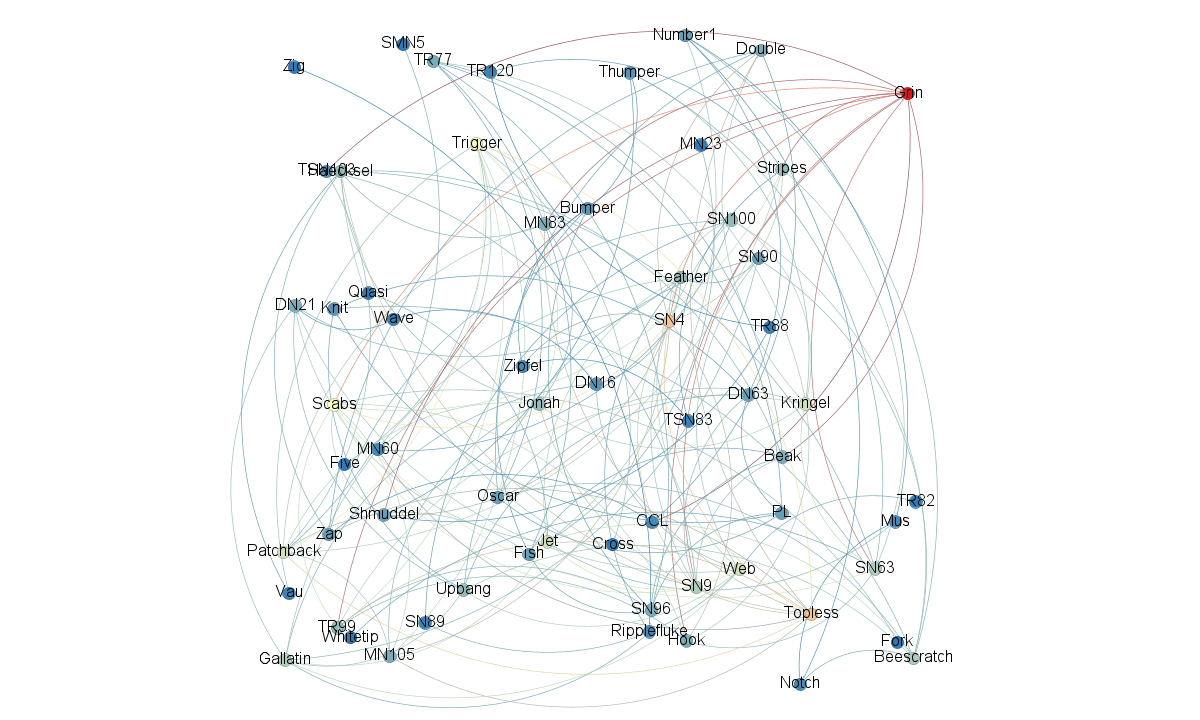 Number1
SMN5
Double
TR77
Zig
TR120
Thumper
Grin
Trigger
MN23
Stripes
Haecksel
Bumper
MN83
SN100
SN90
Feather
Quasi
DN21
Knit
Wave
SN4
TR88
Zipfel
DN16
DN63
Scabs
Jonah
Kringel
TSN83
MN60
Beak
Five
Oscar
TR82
Shmuddel
PL
CCL
Mus
Zap
Jet
Cross
Patchback
Fish
Web
SN63
SN9
Upbang
Vau
SN96
Topless
SN89
TR99
Ripplefluke
Whitetip
Hook
Fork
MN105
Gallatin
Beescratch
Notch